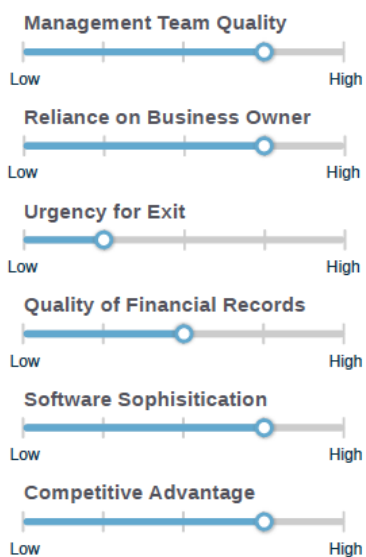 Management Team Quality
Low High
Reliance on Business Owner
Low High
Urgency for Exit
Low High
Quality of Financial Records
Low High
Software Sophisitication
Low High
Competitive Advantage
Low High